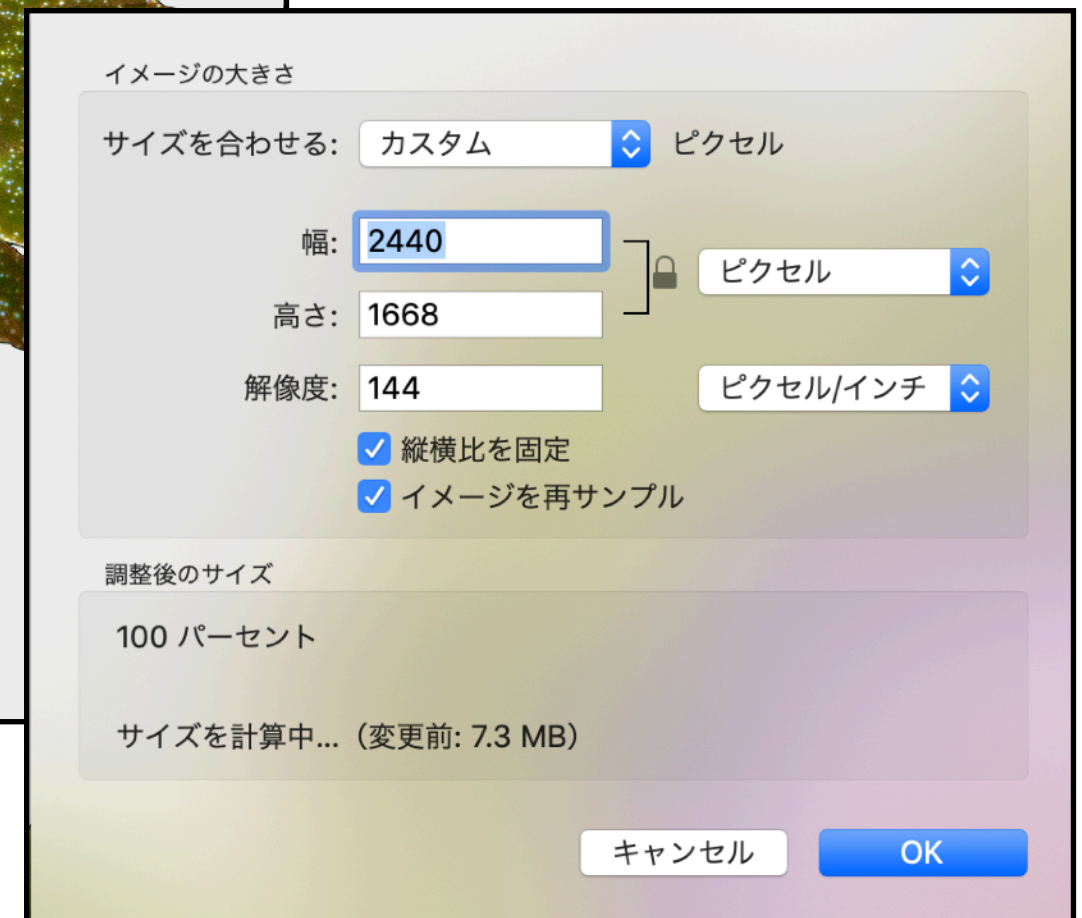 イメージの大きさ
サイズを合わせる: カスタム ピクセル
幅: 2440
ピクセル
高さ: 1668
解像度: 144 ピクセル/インチ
縦横比を固定
イメージを再サンプル
調整後のサイズ
100 パーセント
サイズを計算中...（変更前: 7.3 MB）
キャンセル OK